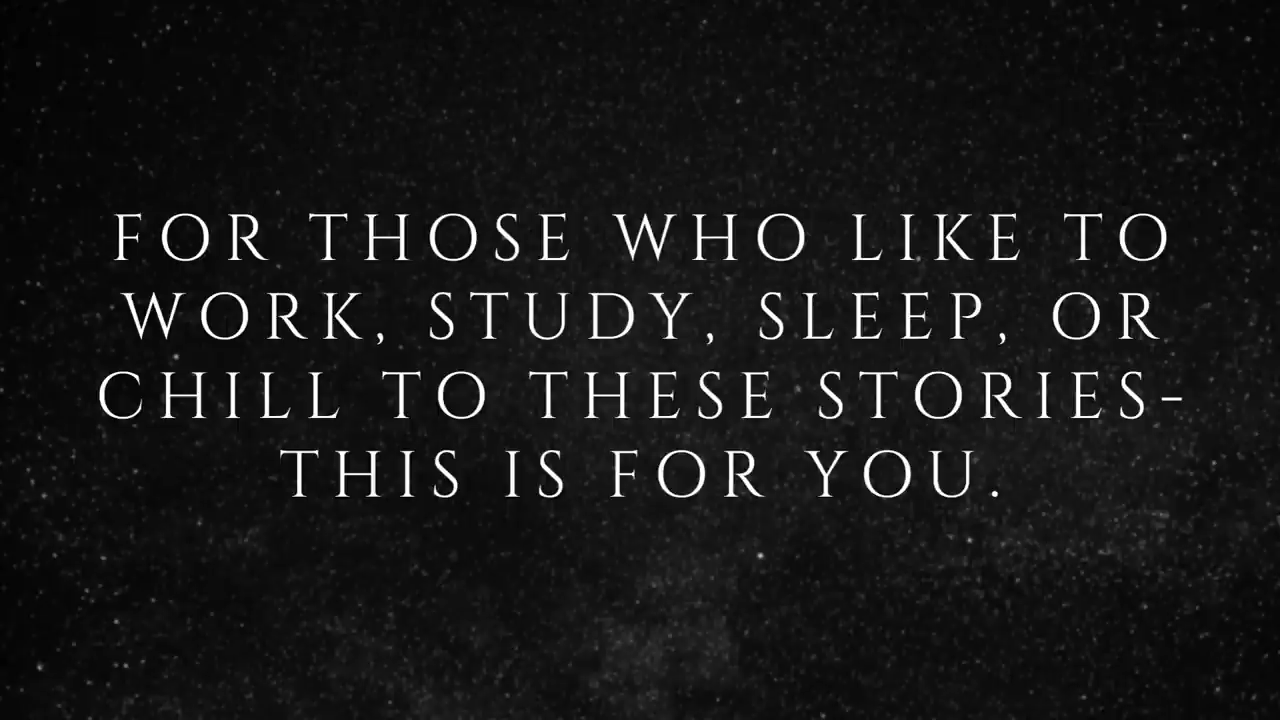 FOR THOSE WHO LIKE TO
WORK, STUDY, SLEEP, OR
CHILL TO THESE STORIES-
THIS IS FOR YOU.